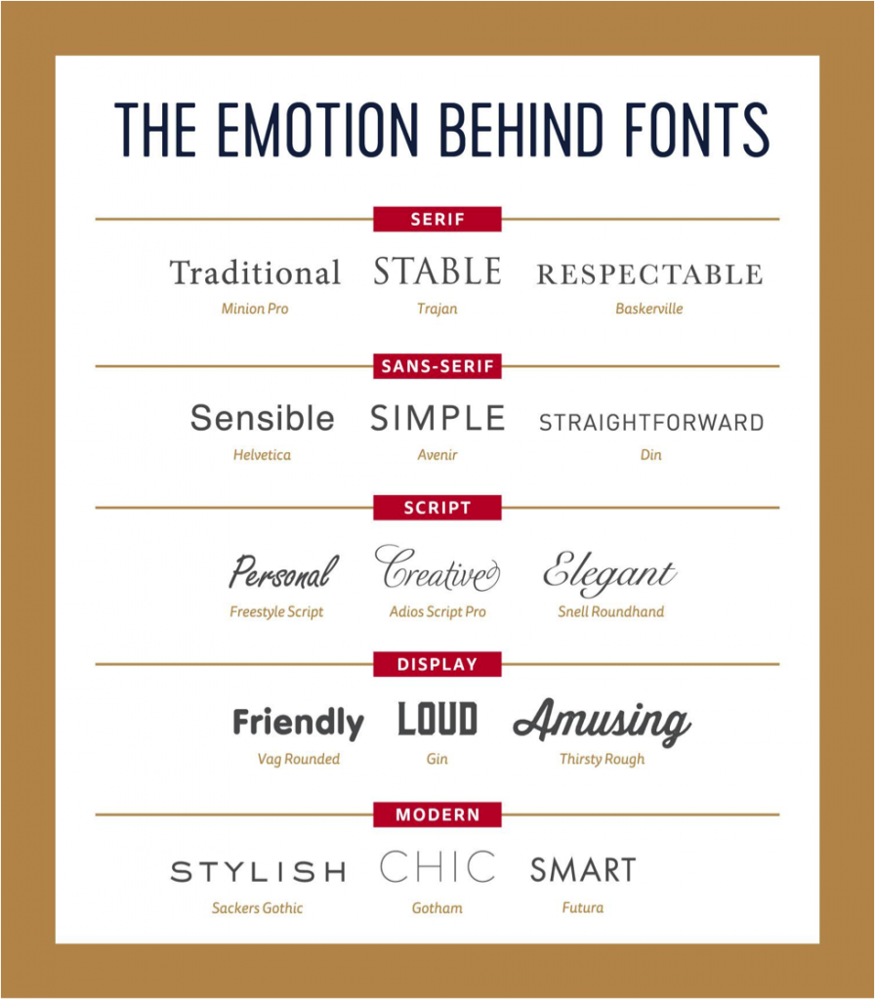 THE EMOTION BEHIND FONTS
SERIF
Traditional STABLE RESPECTABLE
Minion Pro Trajan Baskerville
SANS-SERIF
Sensible SIMPLE STRAIGHTFORWARD
Helvetica Avenir Din
SCRIPT
Personal Creative Elegant
Freestyle Script Adios Script Pro Snell Roundhand
DISPLAY
Friendly LOUD Amusing
Vag Rounded Gin Thirsty Rough
MODERN
STYLISH CHIC SMART
Sackers Gothic Gotham Futura